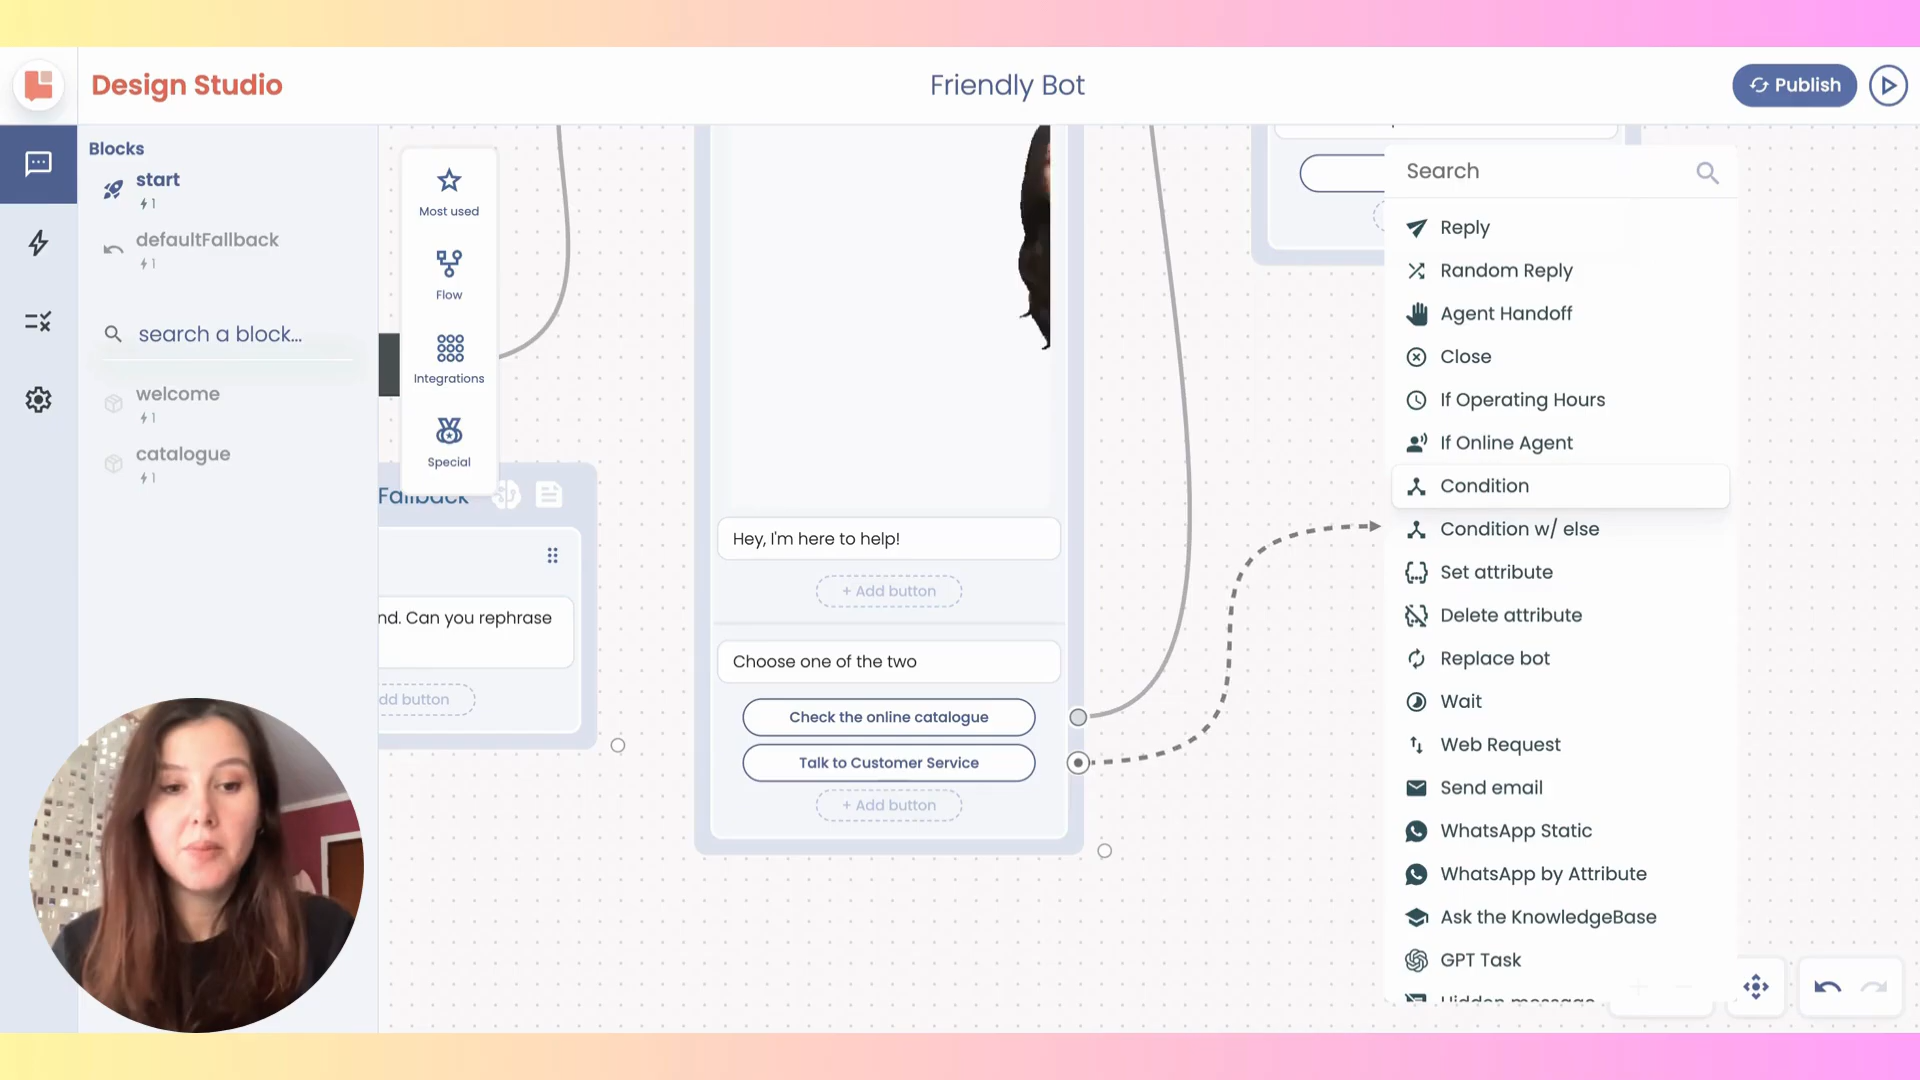 Design Studio
Friendly Bot
Publish
Blocks
start
1
defaultFallback
1
search a block...
welcome
1
catalogue
1
Most used
Flow
Integrations
Special
Fallback
nd. Can you rephrase
dd button
Hey, I'm here to help!
+ Add button
Choose one of the two
Check the online catalogue
Talk to Customer Service
+ Add button
Search
Reply
Random Reply
Agent Handoff
Close
If Operating Hours
If Online Agent
Condition
Condition w/ else
Set attribute
Delete attribute
Replace bot
Wait
Web Request
Send email
WhatsApp Static
WhatsApp by Attribute
Ask the KnowledgeBase
GPT Task
Hidden message